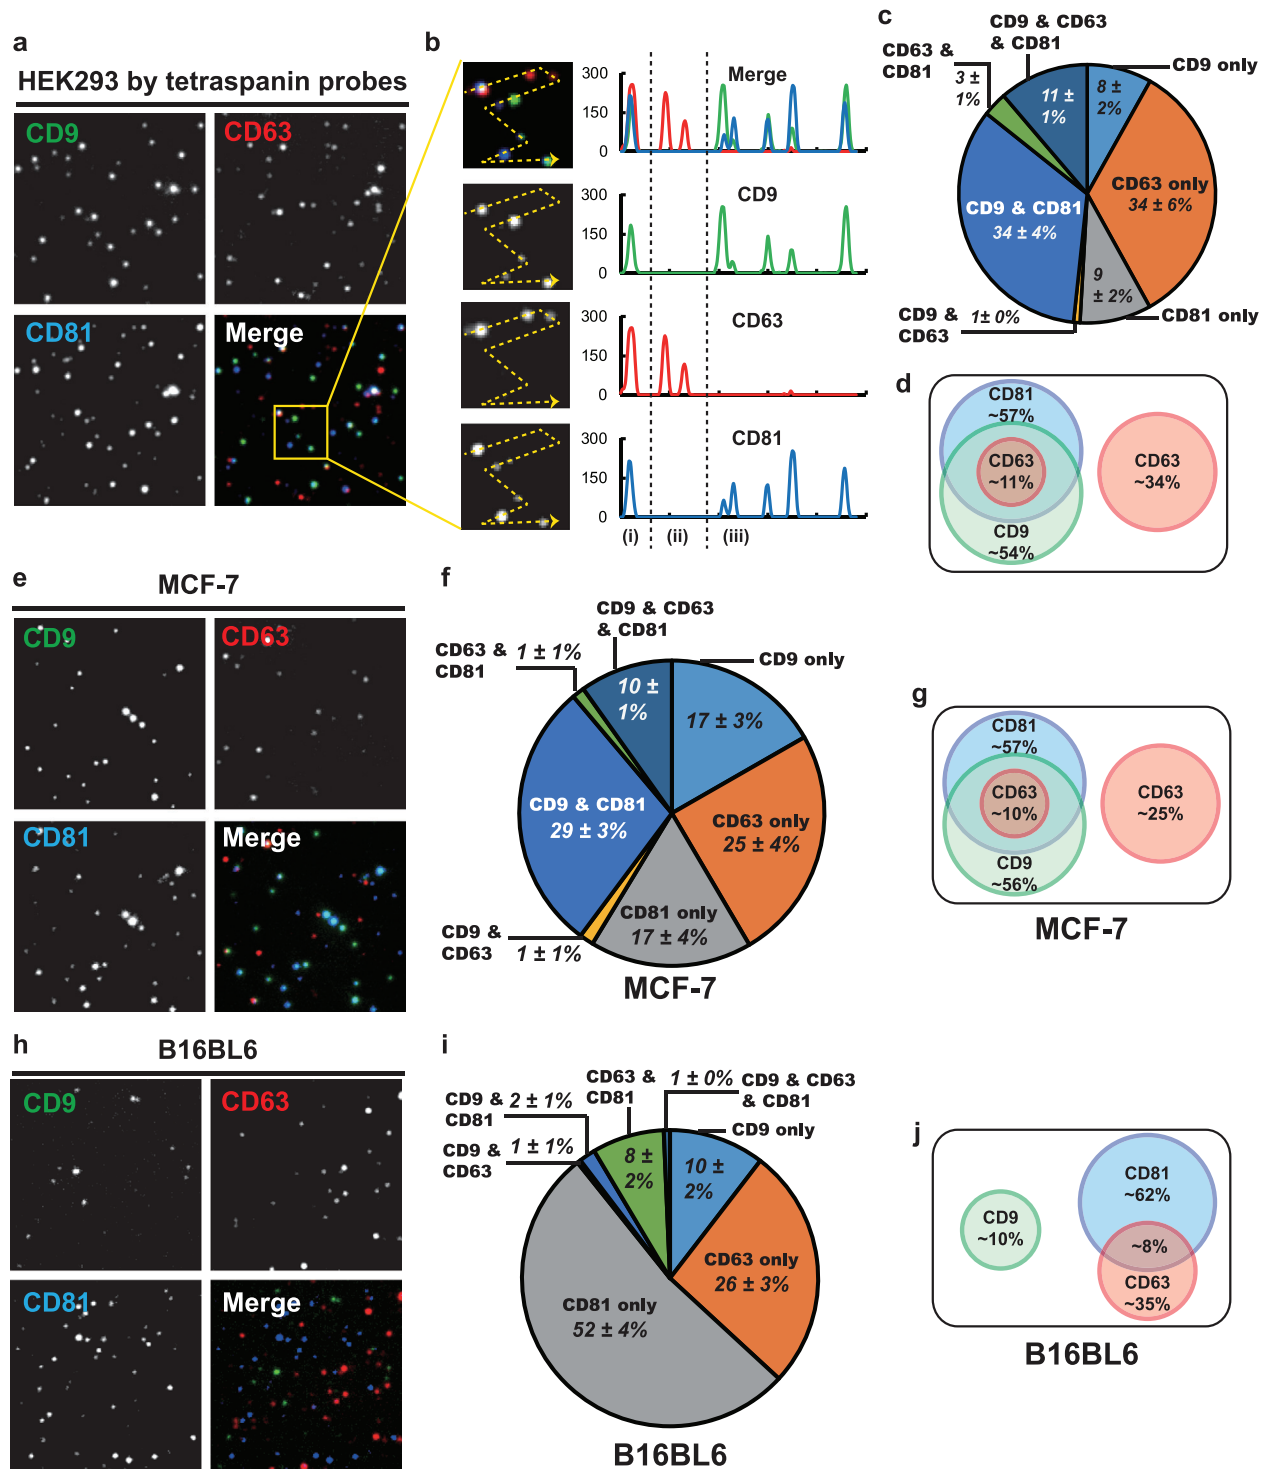 a
HEK293 by tetraspanin probes
CD9
CD63
CD81
Merge
b
300
150
0
Merge
300
150
0
CD9
300
150
0
CD63
300
150
0
CD81
(i)
(ii)
(iii)
c
CD9 & CD63
& CD81
CD63 &
CD81
3 ±
1%
11 ±
1%
CD9 only
8 ±
2%
CD63 only
34 ± 6%
CD9 & CD81
34 ± 4%
9
± 2%
CD81 only
CD9 &
CD63
1± 0%
d
CD81
~57%
CD63
~11%
CD9
~54%
CD63
~34%
e
MCF-7
CD9
CD63
CD81
Merge
f
CD9 & CD63
& CD81
CD63 &
CD81
1 ± 1%
10 ±
1%
CD9 only
17 ± 3%
CD63 only
25 ± 4%
CD9 & CD81
29 ± 3%
CD81 only
17 ± 4%
CD9 &
CD63
1 ± 1%
MCF-7
g
CD81
~57%
CD63
~10%
CD9
~56%
CD63
~25%
MCF-7
h
B16BL6
CD9
CD63
CD81
Merge
i
CD63 &
CD81
1 ± 0%
CD9 & CD63
& CD81
CD9 &
CD81
2 ± 1%
CD9 &
CD63
1 ± 1%
CD9 only
8 ±
2%
10 ±
2%
CD63 only
26 ± 3%
CD81 only
52 ± 4%
B16BL6
j
CD81
~62%
CD9
~10%
~8%
CD63
~35%
B16BL6